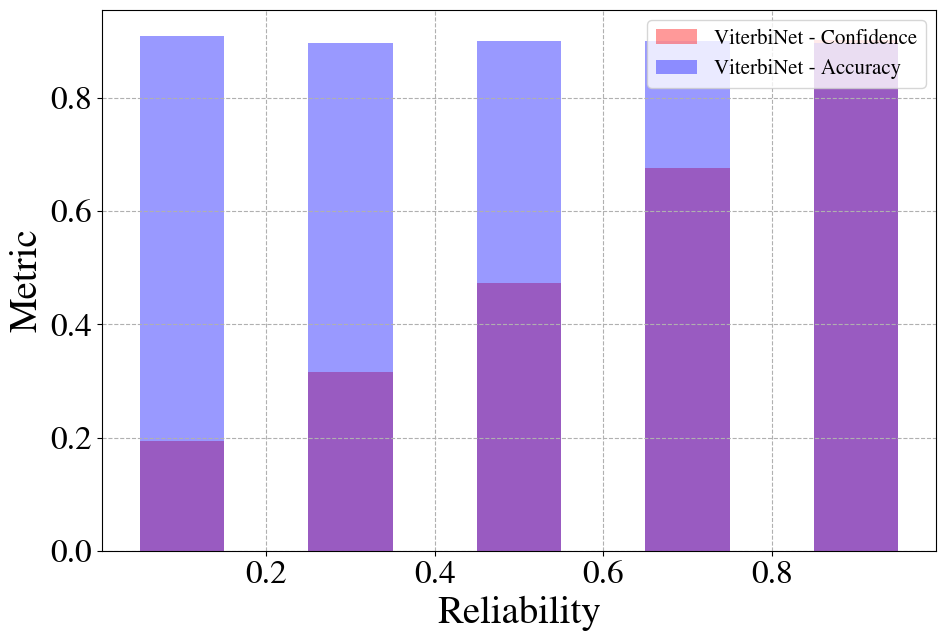 ViterbiNet - Confidence
ViterbiNet - Accuracy
0.8
0.6
0.4
0.2
0.0
Metric
0.2 0.4 0.6 0.8
Reliability